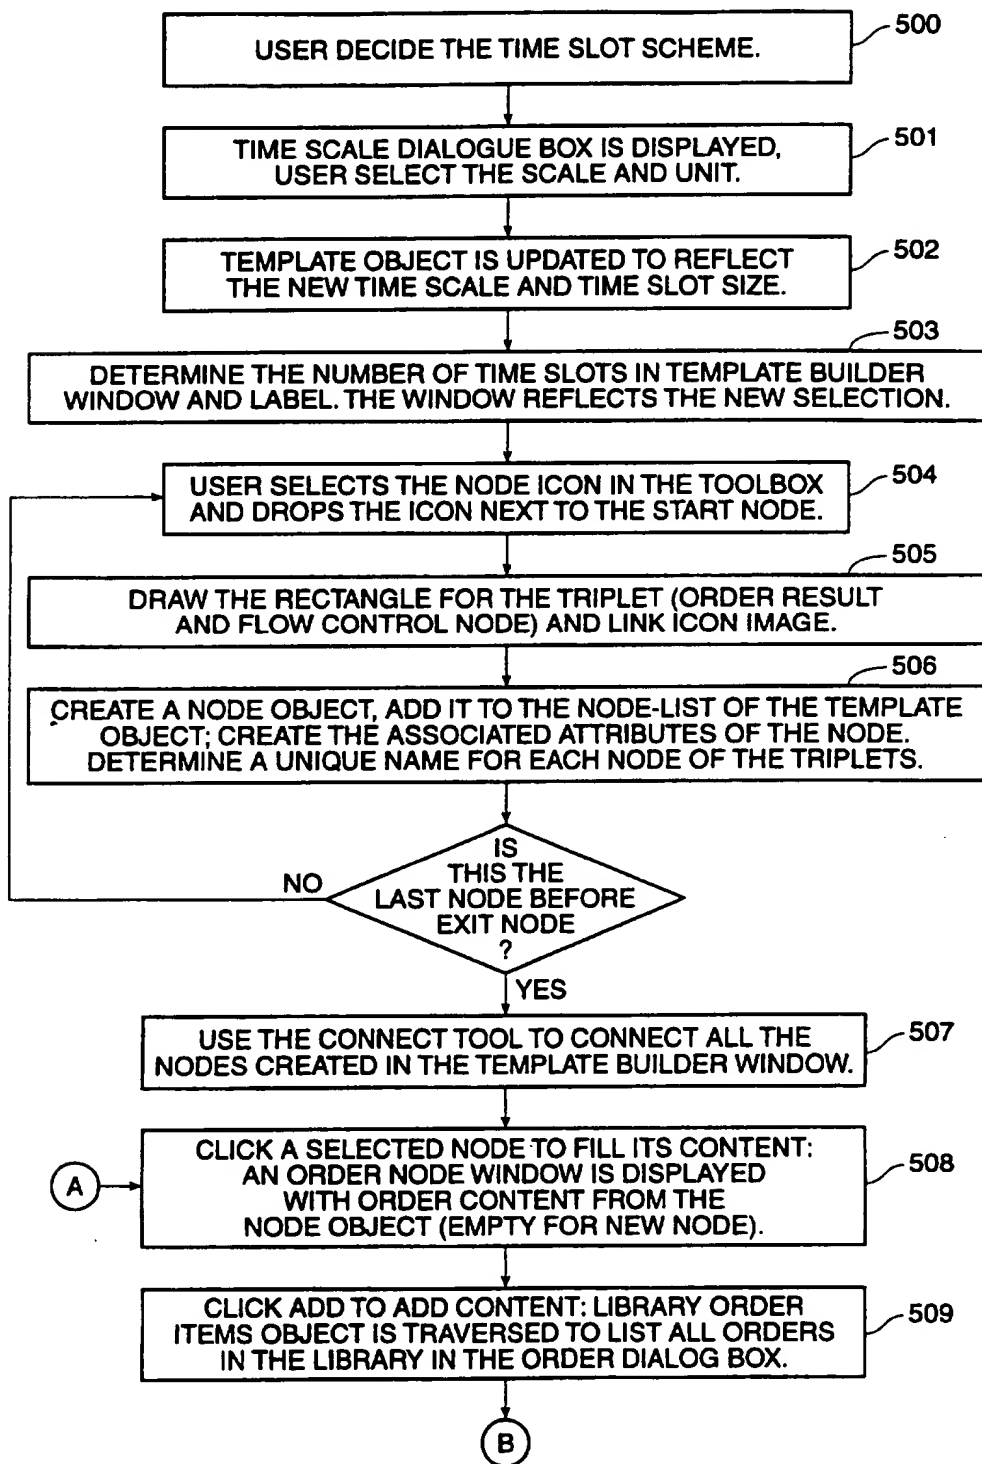 500
USER DECIDE THE TIME SLOT SCHEME.
501
TIME SCALE DIALOGUE BOX IS DISPLAYED,
USER SELECT THE SCALE AND UNIT.
502
TEMPLATE OBJECT IS UPDATED TO REFLECT
THE NEW TIME SCALE AND TIME SLOT SIZE.
503
DETERMINE THE NUMBER OF TIME SLOTS IN TEMPLATE BUILDER
WINDOW AND LABEL. THE WINDOW REFLECTS THE NEW SELECTION.
504
USER SELECTS THE NODE ICON IN THE TOOLBOX
AND DROPS THE ICON NEXT TO THE START NODE.
505
DRAW THE RECTANGLE FOR THE TRIPLET (ORDER RESULT
AND FLOW CONTROL NODE) AND LINK ICON IMAGE.
506
CREATE A NODE OBJECT, ADD IT TO THE NODE-LIST OF THE TEMPLATE
OBJECT; CREATE THE ASSOCIATED ATTRIBUTES OF THE NODE.
DETERMINE A UNIQUE NAME FOR EACH NODE OF THE TRIPLETS.
IS
THIS THE
LAST NODE BEFORE
EXIT NODE
?
NO
YES
507
USE THE CONNECT TOOL TO CONNECT ALL THE
NODES CREATED IN THE TEMPLATE BUILDER WINDOW.
A
508
CLICK A SELECTED NODE TO FILL ITS CONTENT:
AN ORDER NODE WINDOW IS DISPLAYED
WITH ORDER CONTENT FROM THE
NODE OBJECT (EMPTY FOR NEW NODE).
509
CLICK ADD TO ADD CONTENT: LIBRARY ORDER
ITEMS OBJECT IS TRAVERSED TO LIST ALL ORDERS
IN THE LIBRARY IN THE ORDER DIALOG BOX.
B